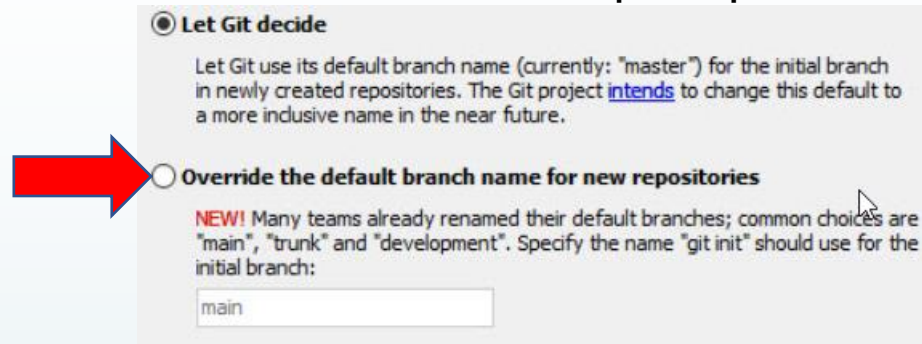 Let Git decide
Let Git use its default branch name (currently: "master") for the initial branch
in newly created repositories. The Git project intends to change this default to
a more inclusive name in the near future.
Override the default branch name for new repositories
NEW! Many teams already renamed their default branches; common choices are
"main", "trunk" and "development". Specify the name "git init" should use for the
initial branch:
main